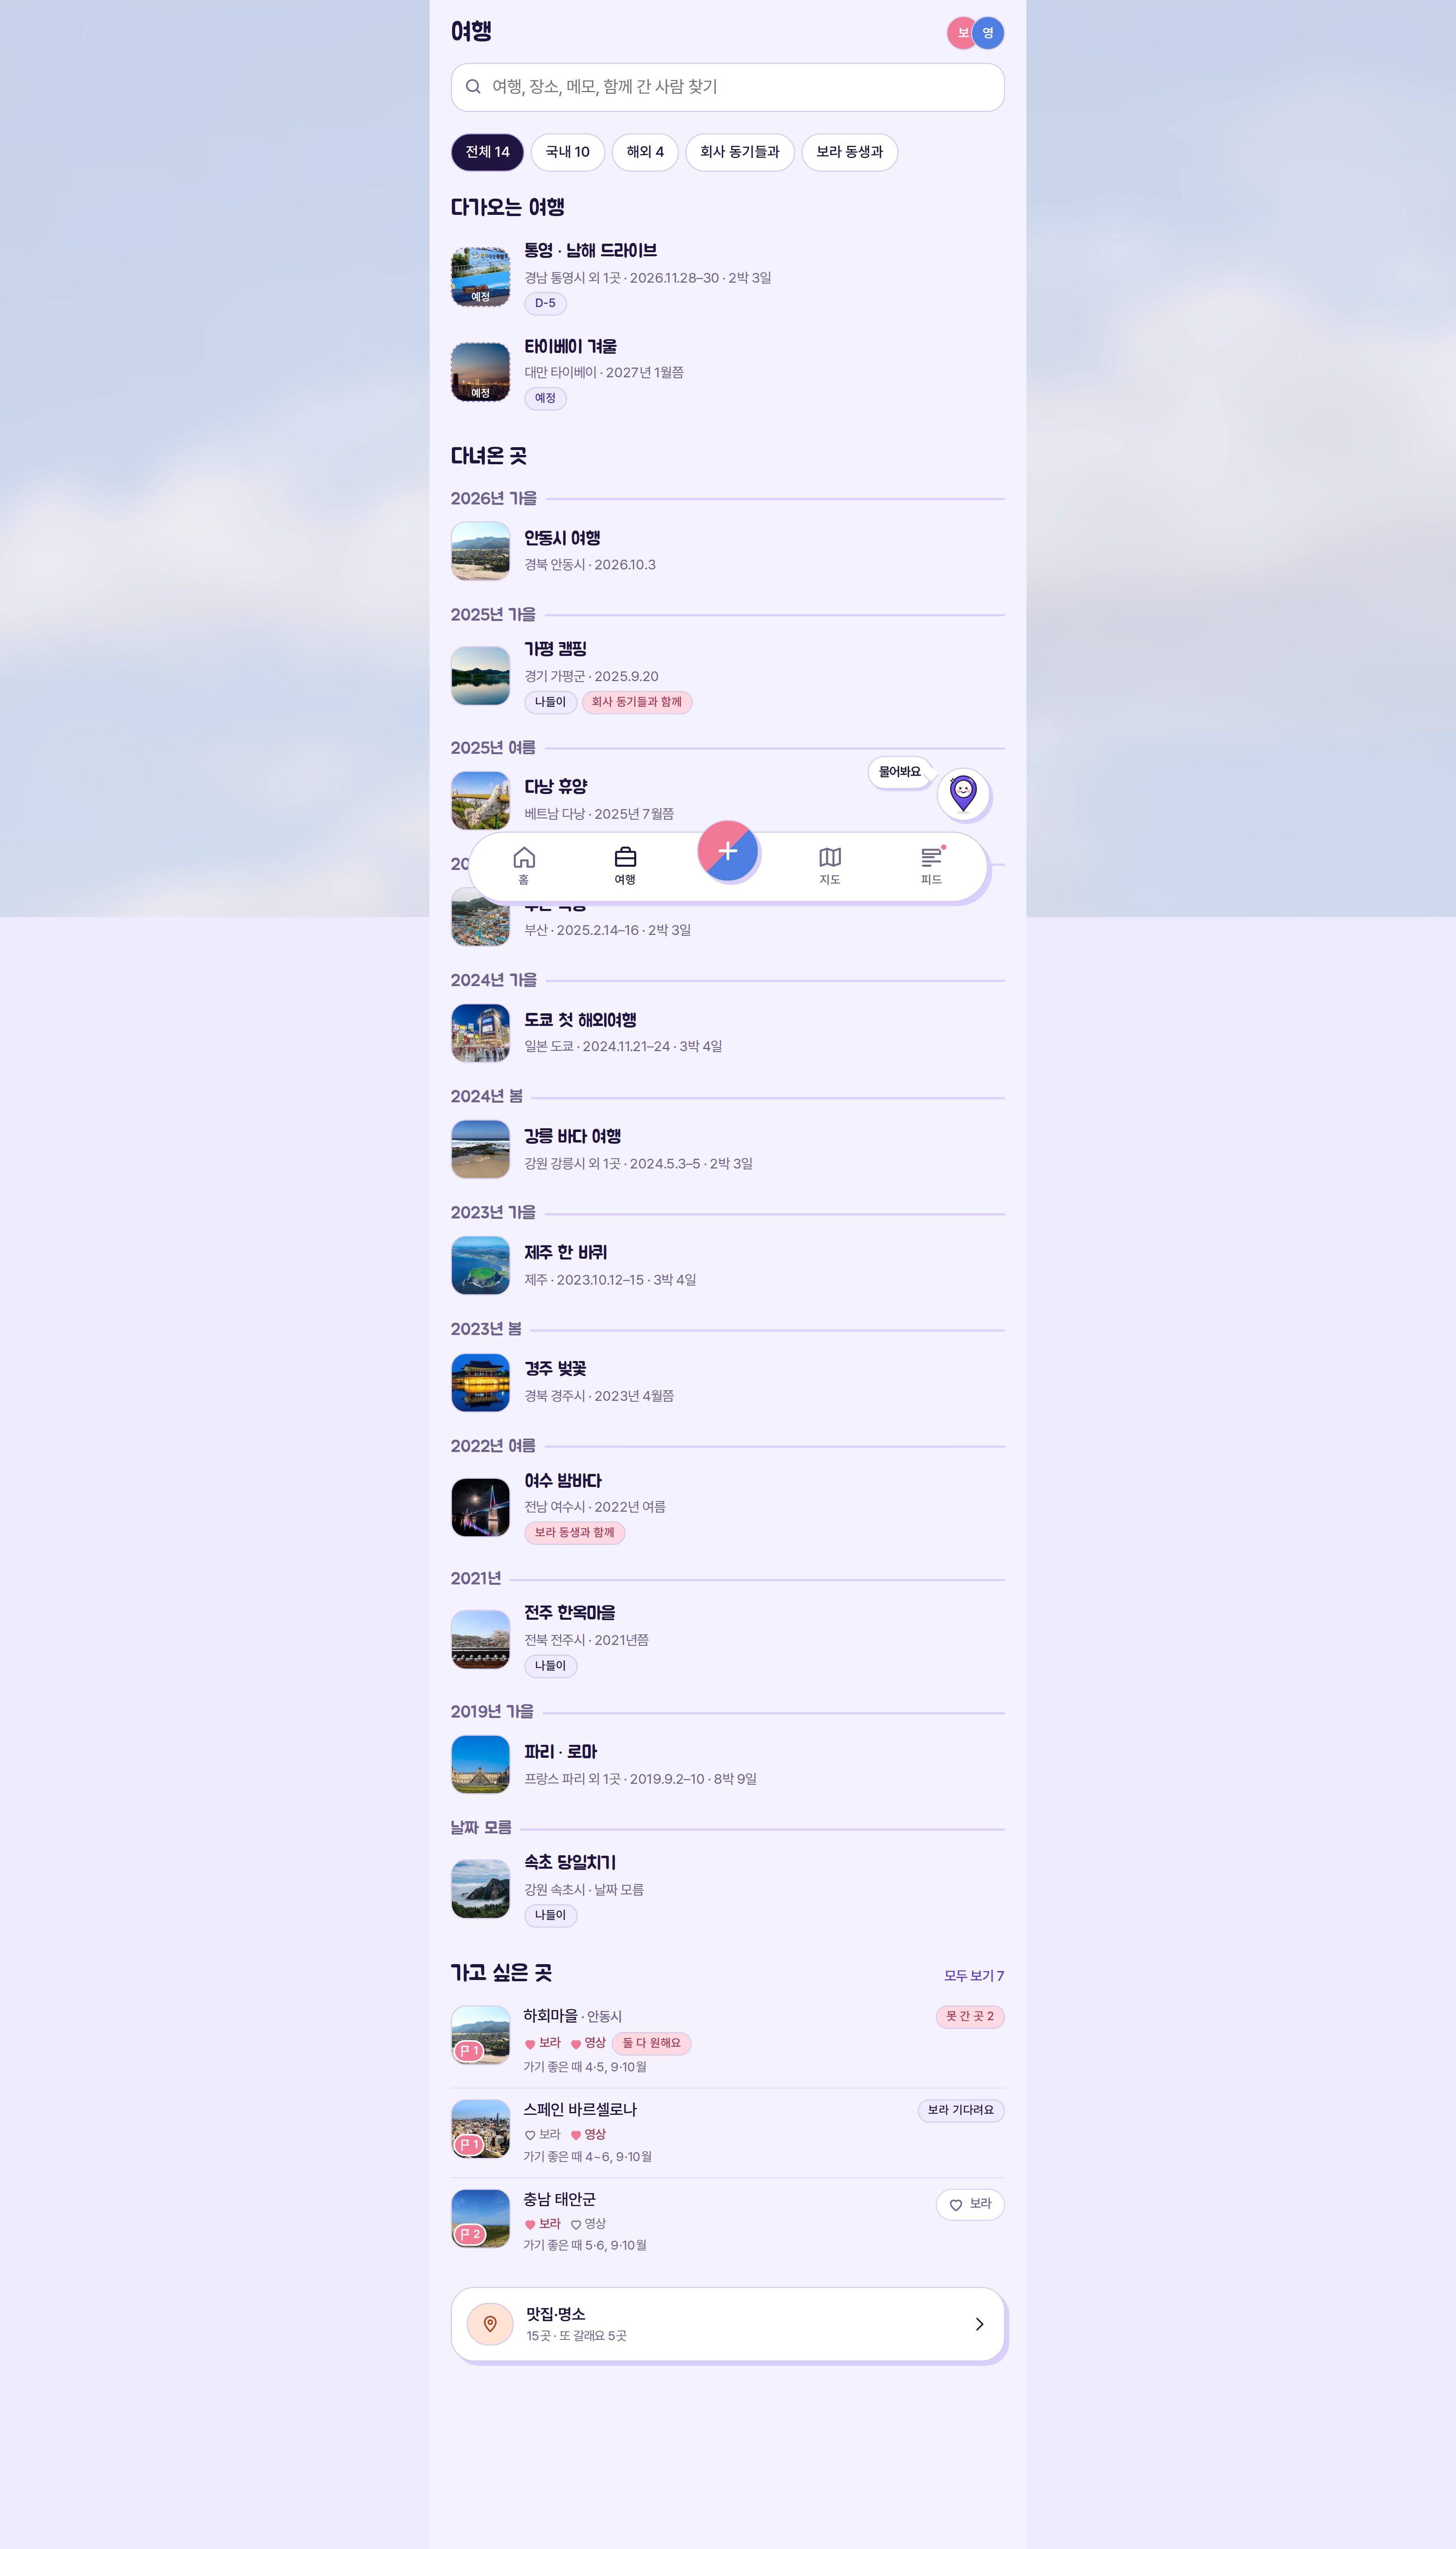 여행
보 영
여행, 장소, 메모, 함께 간 사람 찾기
전체 14 국내 10 해외 4 회사 동기들과 보라 동생과
다가오는 여행
통영 · 남해 드라이브
경남 통영시 외 1곳 · 2026.11.28–30 · 2박 3일
예정
D-5
타이베이 겨울
대만 타이베이 · 2027년 1월쯤
예정
예정
다녀온 곳
2026년 가을
안동시 여행
경북 안동시 · 2026.10.3
2025년 가을
가평 캠핑
경기 가평군 · 2025.9.20
나들이 회사 동기들과 함께
2025년 여름
물어봐요
다낭 휴양
베트남 다낭 · 2025년 7월쯤
홈 여행 지도 피드
부산 · 2025.2.14–16 · 2박 3일
2024년 가을
도쿄 첫 해외여행
일본 도쿄 · 2024.11.21–24 · 3박 4일
2024년 봄
강릉 바다 여행
강원 강릉시 외 1곳 · 2024.5.3–5 · 2박 3일
2023년 가을
제주 한 바퀴
제주 · 2023.10.12–15 · 3박 4일
2023년 봄
경주 벚꽃
경북 경주시 · 2023년 4월쯤
2022년 여름
여수 밤바다
전남 여수시 · 2022년 여름
보라 동생과 함께
2021년
전주 한옥마을
전북 전주시 · 2021년쯤
나들이
2019년 가을
파리 · 로마
프랑스 파리 외 1곳 · 2019.9.2–10 · 8박 9일
날짜 모름
속초 당일치기
강원 속초시 · 날짜 모름
나들이
가고 싶은 곳 모두 보기 7
하회마을 · 안동시 못 간 곳 2
보라 영상 둘 다 원해요
1
가기 좋은 때 4·5, 9·10월
스페인 바르셀로나 보라 기다려요
보라 영상
1
가기 좋은 때 4~6, 9·10월
충남 태안군 보라
보라 영상
2
가기 좋은 때 5·6, 9·10월
맛집·명소
15곳 · 또 갈래요 5곳